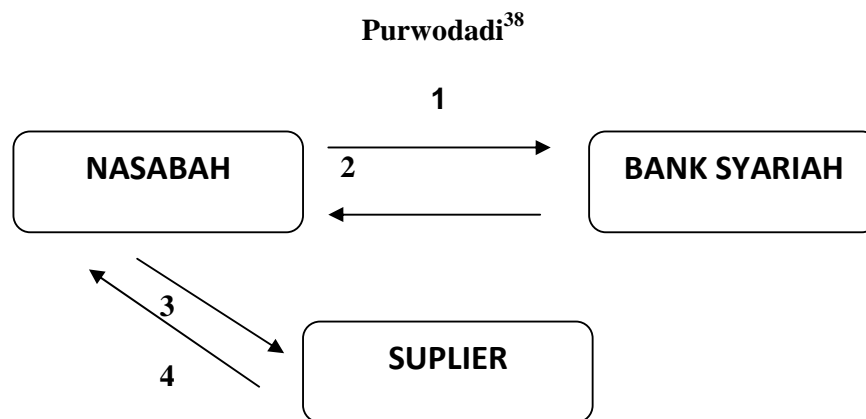 Purwodadi³⁸
1
NASABAH
2
BANK SYARIAH
3
SUPLIER
4